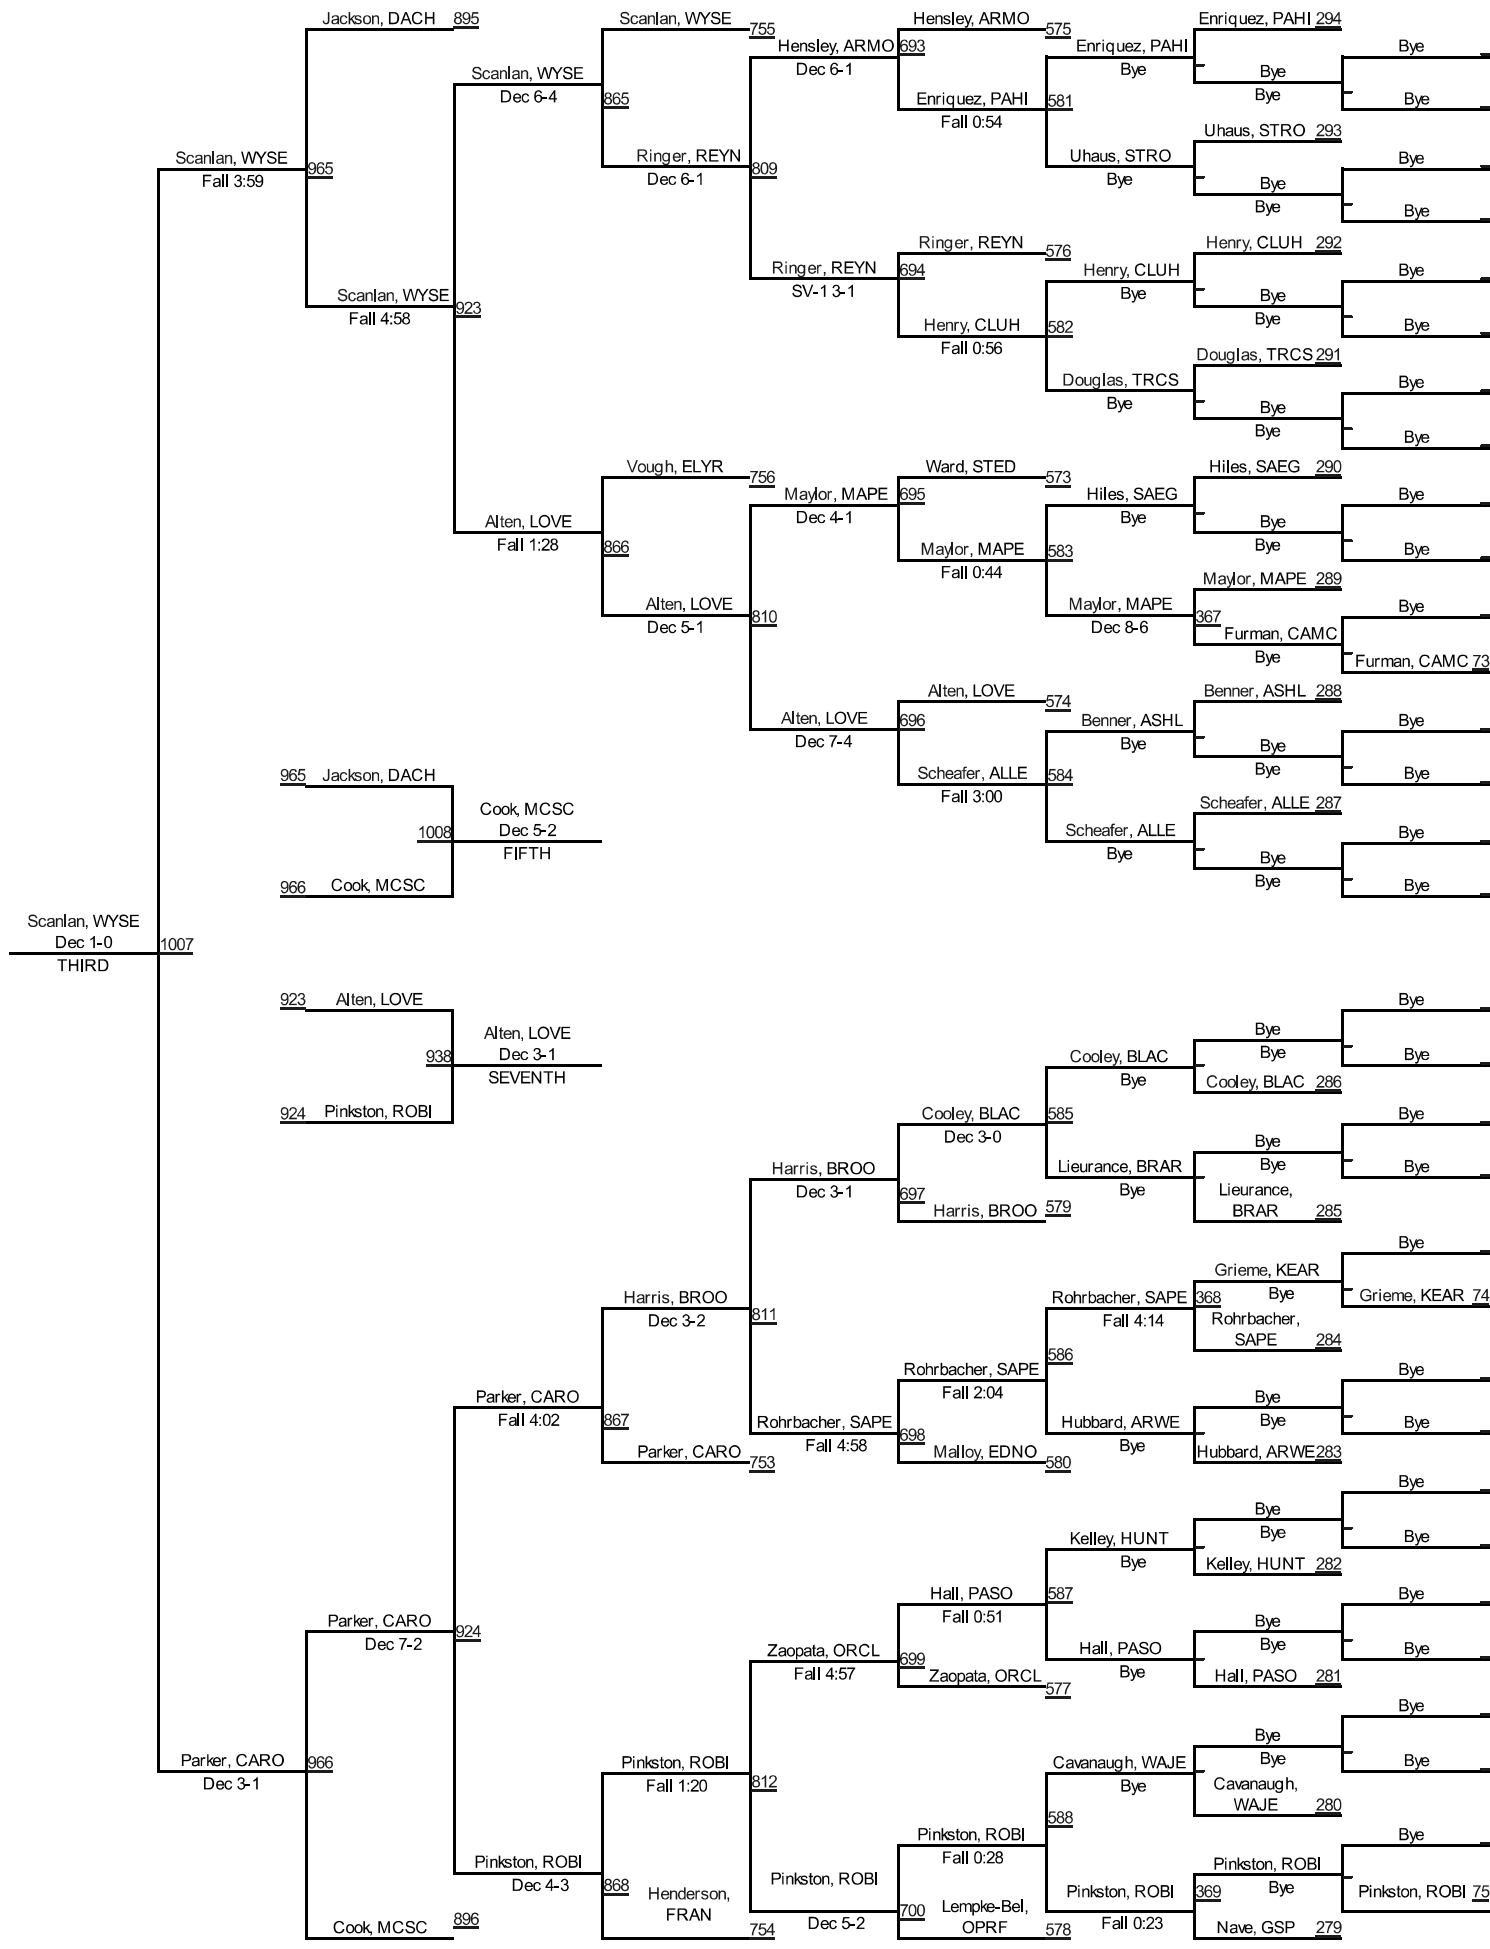 Jackson, DACH 895
Scanlan, WYSE
755
Hensley, ARMO
575
Enriquez, PAHI 294
Bye
Hensley, ARMO 693
Dec 6-1
Enriquez, PAHI
Bye
Bye
Bye
Bye
Scanlan, WYSE
Dec 6-4
865
Enriquez, PAHI 581
Fall 0:54
Uhaus, STRO 293
Bye
Scanlan, WYSE
Fall 3:59
965
Ringer, REYN
Dec 6-1
809
Uhaus, STRO
Bye
Bye
Bye
Bye
Ringer, REYN
576
Henry, CLUH 292
Bye
Ringer, REYN 694
SV-1 3-1
Henry, CLUH
Bye
Bye
Bye
Bye
Scanlan, WYSE
Fall 4:58
923
Henry, CLUH 582
Fall 0:56
Douglas, TRCS 291
Bye
Douglas, TRCS
Bye
Bye
Bye
Bye
Vough, ELYR
756
Ward, STED
573
Hiles, SAEG 290
Bye
Maylor, MAPE 695
Dec 4-1
Hiles, SAEG
Bye
Bye
Bye
Bye
Alten, LOVE
Fall 1:28
866
Maylor, MAPE 583
Fall 0:44
Maylor, MAPE 289
Bye
Alten, LOVE
Dec 5-1
810
Maylor, MAPE
Dec 8-6
367
Furman, CAMC
Bye
Furman, CAMC 73
Alten, LOVE
574
Benner, ASHL 288
Bye
Alten, LOVE 696
Dec 7-4
Benner, ASHL
Bye
Bye
Bye
Bye
965 Jackson, DACH
Scheafer, ALLE 584
Fall 3:00
Scheafer, ALLE 287
Bye
Cook, MCSC
1008 Dec 5-2
FIFTH
Scheafer, ALLE
Bye
Bye
Bye
Bye
966 Cook, MCSC
Scanlan, WYSE
Dec 1-0
1007
THIRD
923 Alten, LOVE
Bye
Alten, LOVE
938 Dec 3-1
SEVENTH
Cooley, BLAC
Bye
Bye
Bye
Bye
Cooley, BLAC 286
924 Pinkston, ROBI
Cooley, BLAC 585
Dec 3-0
Bye
Harris, BROO
Dec 3-1
697
Lieurance, BRAR
Bye
Bye
Bye
Bye
Lieurance,
BRAR 285
Harris, BROO 579
Bye
Harris, BROO
Dec 3-2
811
Rohrbacher, SAPE 368
Fall 4:14
Grieme, KEAR
Bye
Grieme, KEAR 74
Rohrbacher,
SAPE 284
Parker, CARO
Fall 4:02
867
Rohrbacher, SAPE
Fall 2:04
586
Bye
Rohrbacher, SAPE
Fall 4:58
698
Hubbard, ARWE
Bye
Bye
Bye
Bye
Parker, CARO
753
Malloy, EDNO 580
Hubbard, ARWE 283
Bye
Kelley, HUNT
Bye
Bye
Bye
Bye
Kelley, HUNT 282
Parker, CARO
Dec 7-2
924
Hall, PASO 587
Fall 0:51
Bye
Zaopata, ORCL
Fall 4:57
699
Hall, PASO
Bye
Bye
Bye
Bye
Zaopata, ORCL
577
Hall, PASO 281
Bye
Parker, CARO
Dec 3-1
966
Pinkston, ROBI
Fall 1:20
812
Cavanaugh, WAJE
Bye
Bye
Bye
Bye
Cavanaugh,
WAJE 280
Pinkston, ROBI
Dec 4-3
868
Pinkston, ROBI
Fall 0:28
588
Bye
Henderson,
FRAN
754
Pinkston, ROBI
Dec 5-2
700
Pinkston, ROBI 369
Fall 0:23
Pinkston, ROBI
Bye
Pinkston, ROBI 75
Cook, MCSC 896
Lempke-Bel,
OPRF
578
Nave, GSP 279